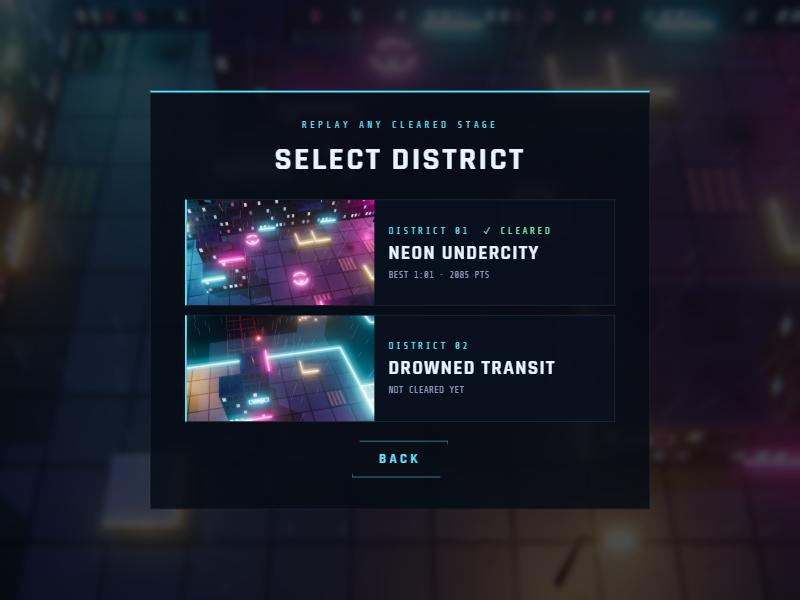 REPLAY ANY CLEARED STAGE
SELECT DISTRICT
DISTRICT 01 ✓ CLEARED
NEON UNDERCITY
BEST 1:01 · 2085 PTS
DISTRICT 02
DROWNED TRANSIT
NOT CLEARED YET
BACK